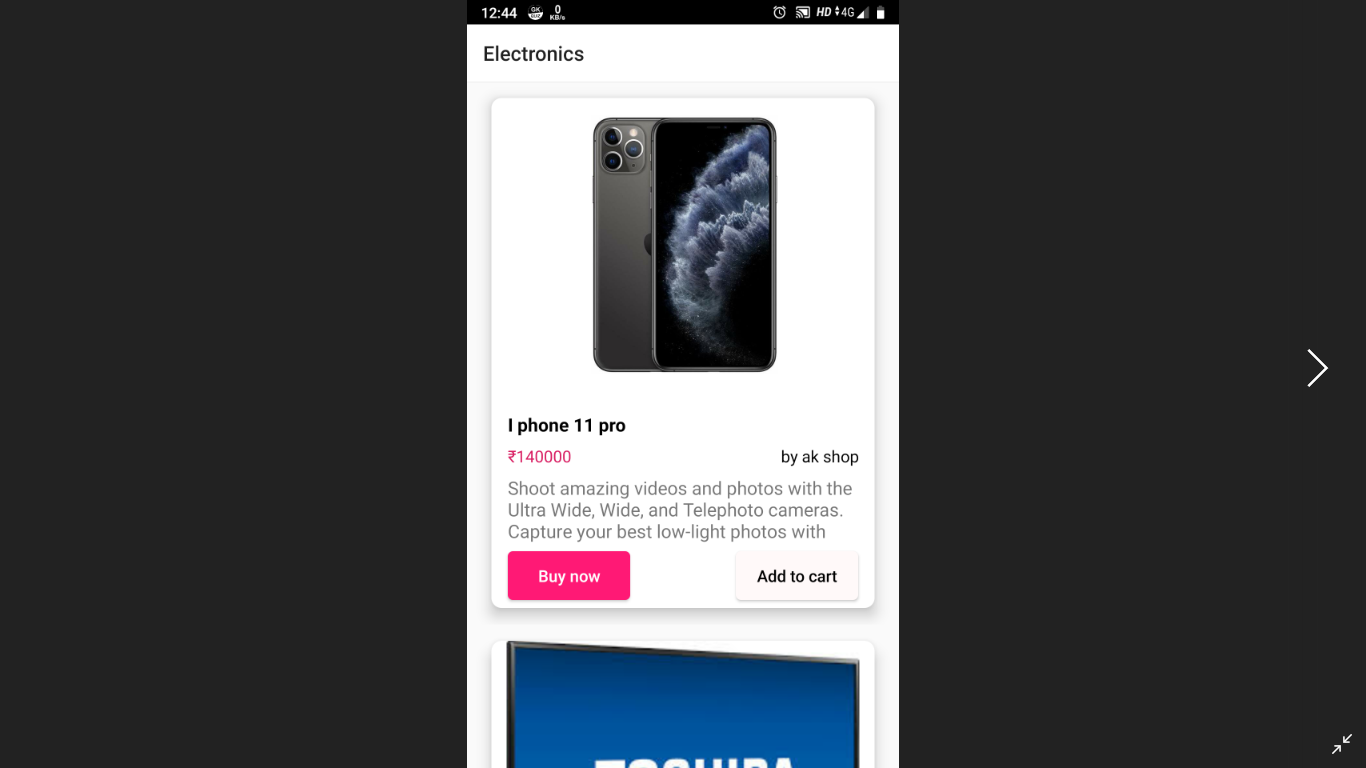 12:44 0 KB/s HD 4G
Electronics
I phone 11 pro
₹140000 by ak shop
Shoot amazing videos and photos with the
Ultra Wide, Wide, and Telephoto cameras.
Capture your best low-light photos with
Buy now Add to cart
TOSHIBA